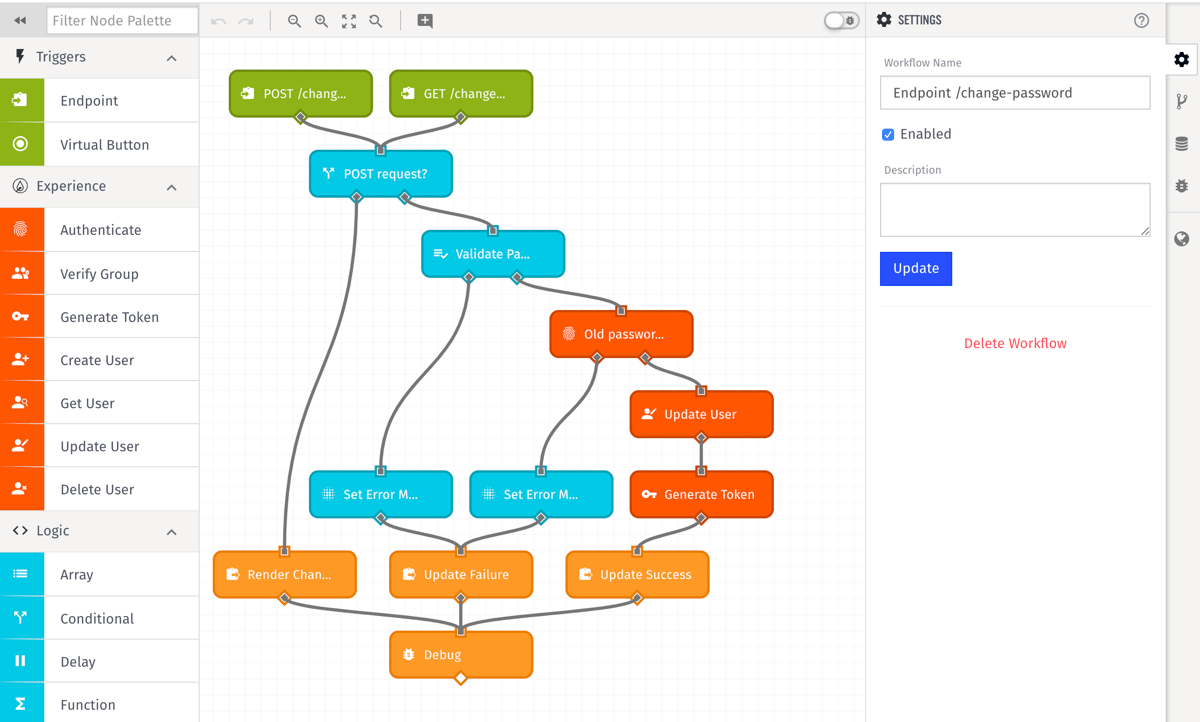 Filter Node Palette
Triggers
Endpoint
Virtual Button
Experience
Authenticate
Verify Group
Generate Token
Create User
Get User
Update User
Delete User
Logic
Array
Conditional
Delay
Function
POST /chang...
GET /change...
POST request?
Validate Pa...
Old passwor...
Update User
Set Error M...
Set Error M...
Generate Token
Render Chan...
Update Failure
Update Success
Debug
SETTINGS
Workflow Name
Endpoint /change-password
Enabled
Description
Update
Delete Workflow